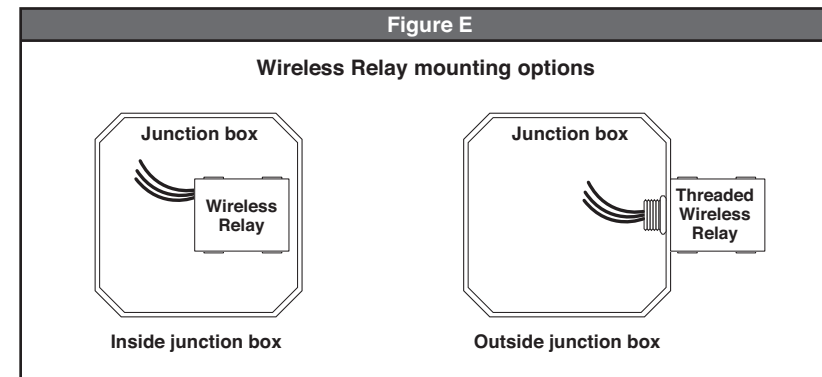 Figure E
Wireless Relay mounting options
Junction box
Wireless
Relay
Inside junction box
Junction box
Threaded
Wireless
Relay
Outside junction box